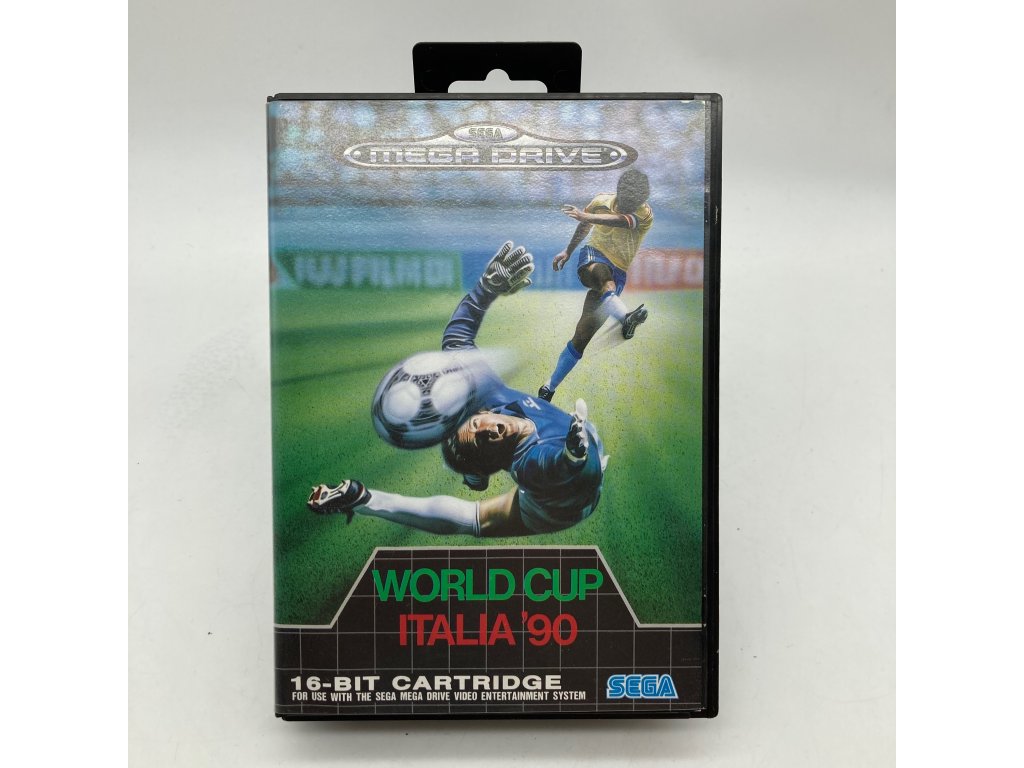 SEGA
MEGA DRIVE
WORLD CUP
ITALIA '90
16-BIT CARTRIDGE
FOR USE WITH THE SEGA MEGA DRIVE VIDEO ENTERTAINMENT SYSTEM
SEGA